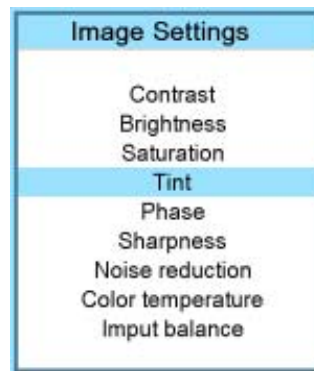 Image Settings
Contrast
Brightness
Saturation
Tint
Phase
Sharpness
Noise reduction
Color temperature
Imput balance